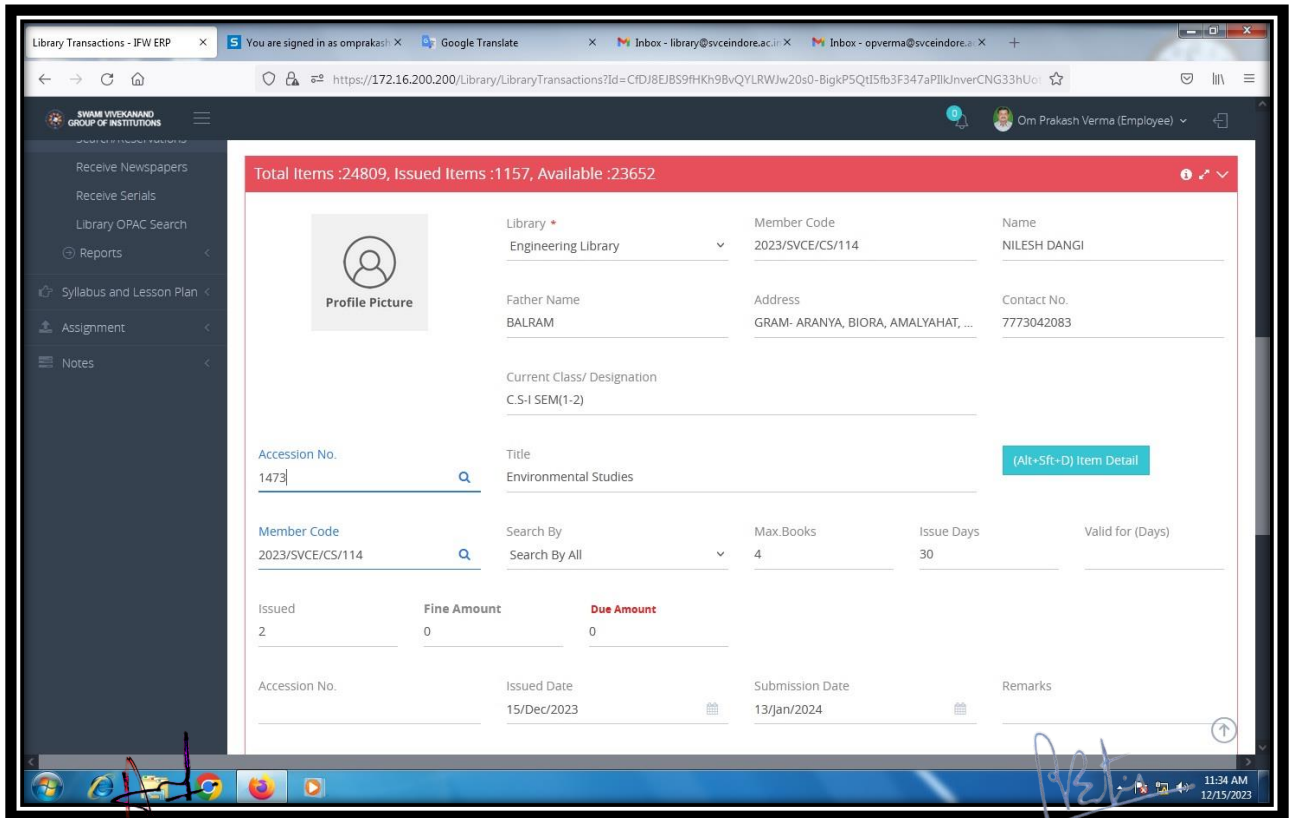 Library Transactions - IFW ERP
You are signed in as omprakash
Google Translate
Inbox - library@svceindore.ac.in
Inbox - opverma@svceindore.a
https://172.16.200.200/Library/LibraryTransactions?Id=
SWAMI VIVEKANAND
GROUP OF INSTITUTIONS
0
Om Prakash Verma (Employee)
Search/Reservations
Receive Newspapers
Receive Serials
Library OPAC Search
Reports
Syllabus and Lesson Plan
Assignment
Notes
Total Items :24809, Issued Items :1157, Available :23652
Profile Picture
Library *
Engineering Library
Member Code
2023/SVCE/CS/114
Name
NILESH DANGI
Father Name
BALRAM
Address
GRAM- ARANYA, BIORA, AMALYAHAT, ...
Contact No.
7773042083
Current Class/ Designation
C.S-I SEM(1-2)
Accession No.
1473
Title
Environmental Studies
(Alt+Sft+D) Item Detail
Member Code
2023/SVCE/CS/114
Search By
Search By All
Max.Books
4
Issue Days
30
Valid for (Days)
Issued
2
Fine Amount
0
Due Amount
0
Accession No.
Issued Date
15/Dec/2023
Submission Date
13/Jan/2024
Remarks
11:34 AM
12/15/2023